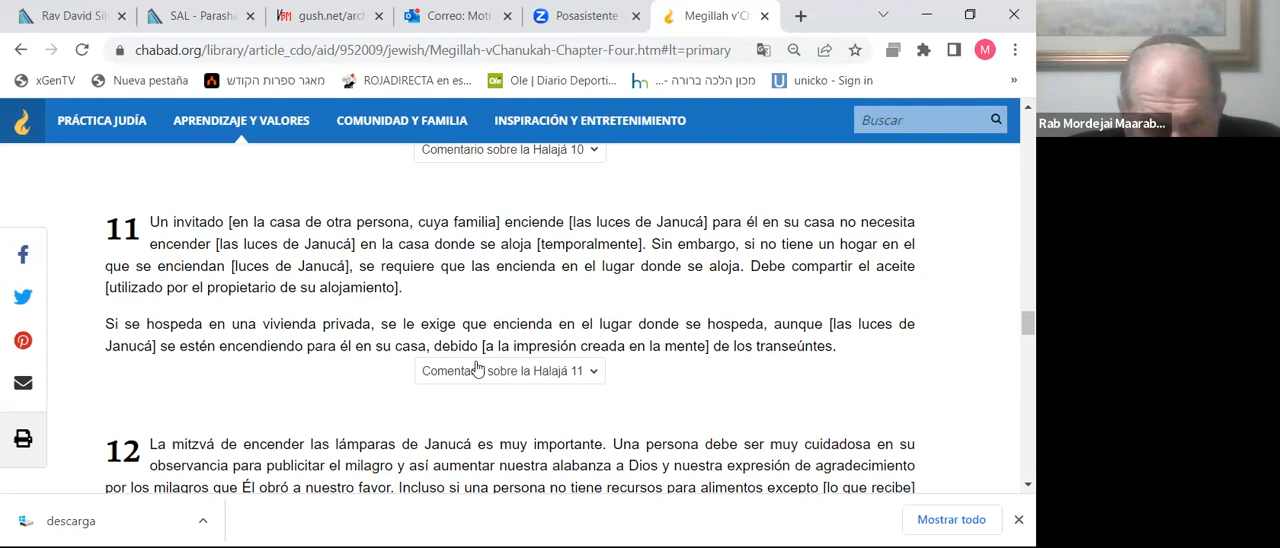 Rav David Sil
SAL - Parasha
gush.net/arch
Correo: Moti
Posasistente
Megillah v'Ch
chabad.org/library/article_cdo/aid/952009/jewish/Megillah-vChanukah-Chapter-Four.htm#lt=primary
xGenTV
Nueva pestaña
מאגר ספרות הקודש
ROJADIRECTA en es...
Ole | Diario Deporti...
מכון הלכה ברורה -...
unicko - Sign in
»
M
PRÁCTICA JUDÍA
APRENDIZAJE Y VALORES
COMUNIDAD Y FAMILIA
INSPIRACIÓN Y ENTRETENIMIENTO
Buscar
Rab Mordejai Maarab...
Comentario sobre la Halajá 10
11 Un invitado [en la casa de otra persona, cuya familia] enciende [las luces de Janucá] para él en su casa no necesita
encender [las luces de Janucá] en la casa donde se aloja [temporalmente]. Sin embargo, si no tiene un hogar en el
que se enciendan [luces de Janucá], se requiere que las encienda en el lugar donde se aloja. Debe compartir el aceite
[utilizado por el propietario de su alojamiento].
Si se hospeda en una vivienda privada, se le exige que encienda en el lugar donde se hospeda, aunque [las luces de
Janucá] se estén encendiendo para él en su casa, debido [a la impresión creada en la mente] de los transeúntes.
Comentario sobre la Halajá 11
12 La mitzvá de encender las lámparas de Janucá es muy importante. Una persona debe ser muy cuidadosa en su
observancia para publicitar el milagro y así aumentar nuestra alabanza a Dios y nuestra expresión de agradecimiento
por los milagros que Él obró a nuestro favor. Incluso si una persona no tiene recursos para alimentos excepto [lo que recibe]
descarga
Mostrar todo